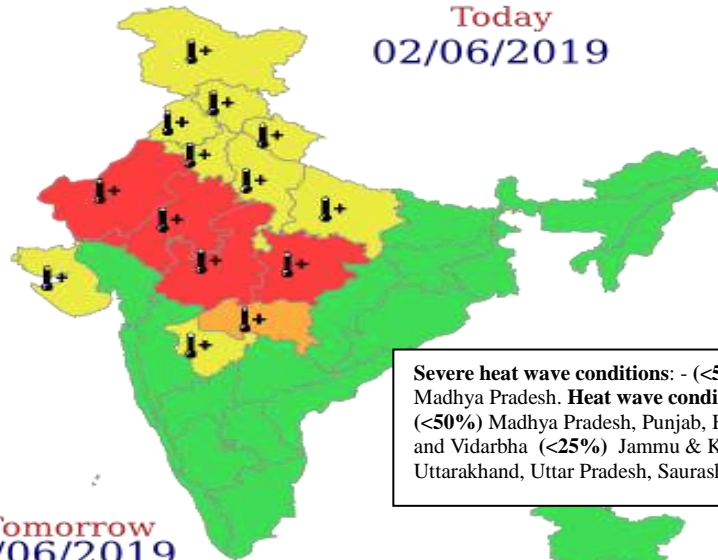 Today
02/06/2019
Severe heat wave conditions: - (<5
Madhya Pradesh. Heat wave condi
(<50%) Madhya Pradesh, Punjab, H
and Vidarbha (<25%) Jammu & K
Uttarakhand, Uttar Pradesh, Saurash
omorrow
/06/2019